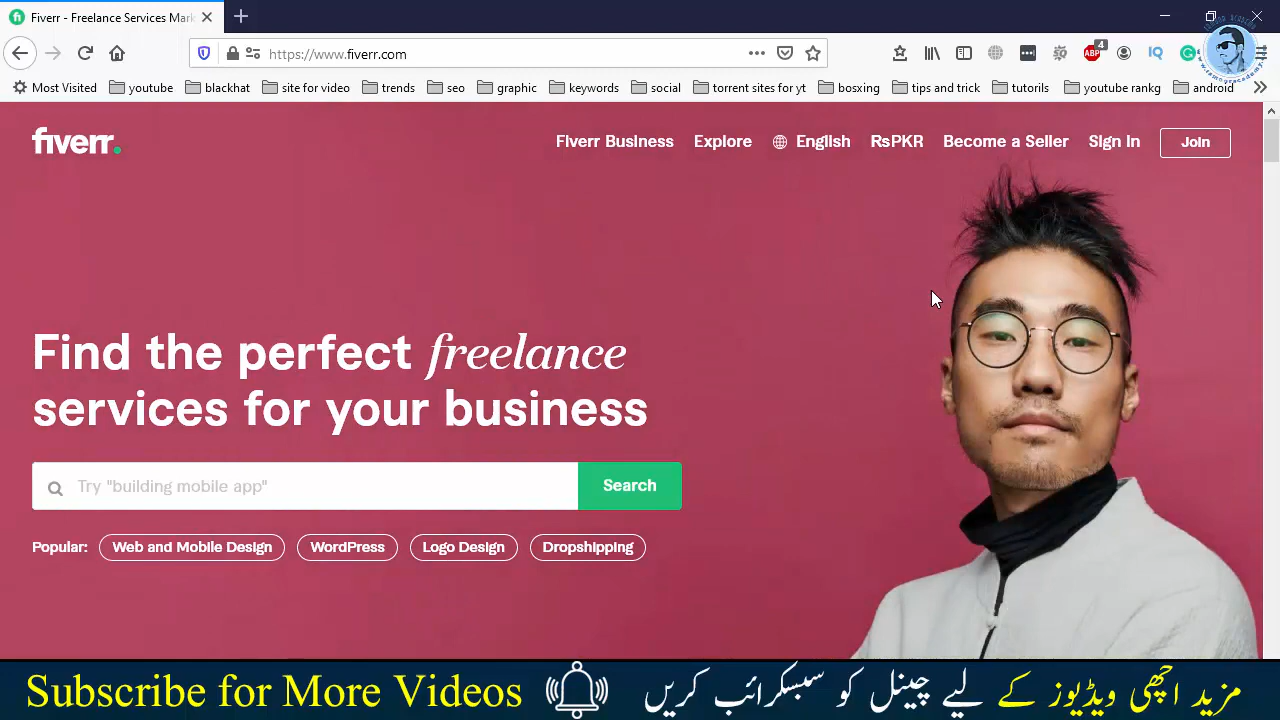 Fiverr - Freelance Services Mark
https://www.fiverr.com
4
ABP
IQ
Most Visited youtube blackhat site for video trends seo graphic keywords social torrent sites for yt bosxing tips and trick tutorils youtube rankg android
fiverr.
Fiverr Business Explore English RsPKR Become a Seller Sign In Join
Find the perfect freelance
services for your business
Try "building mobile app" Search
Popular: Web and Mobile Design WordPress Logo Design Dropshipping
Subscribe for More Videos
مزید اچھی ویڈیوز کے لیے چینل کو سبسکرائب کریں